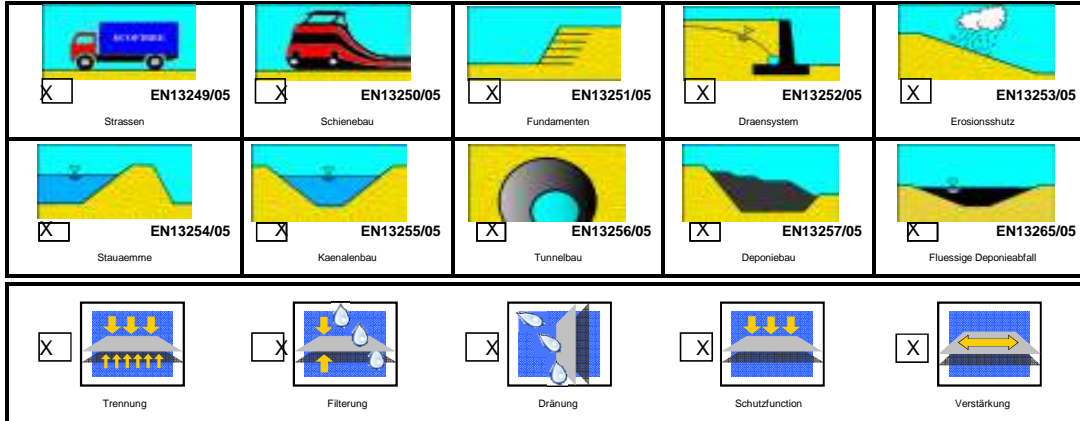 ECOFIBRE
X EN13249/05 X EN13250/05 X EN13251/05 X EN13252/05 X EN13253/05
Strassen Schienebau Fundamenten Draensystem Erosionsshutz
X EN13254/05 X EN13255/05 X EN13256/05 X EN13257/05 X EN13265/05
Stauaemme Kaenalenbau Tunnelbau Deponiebau Fluessige Deponieabfall
X X X X X
Trennung Filterung Dränung Schutzfunction Verstärkung